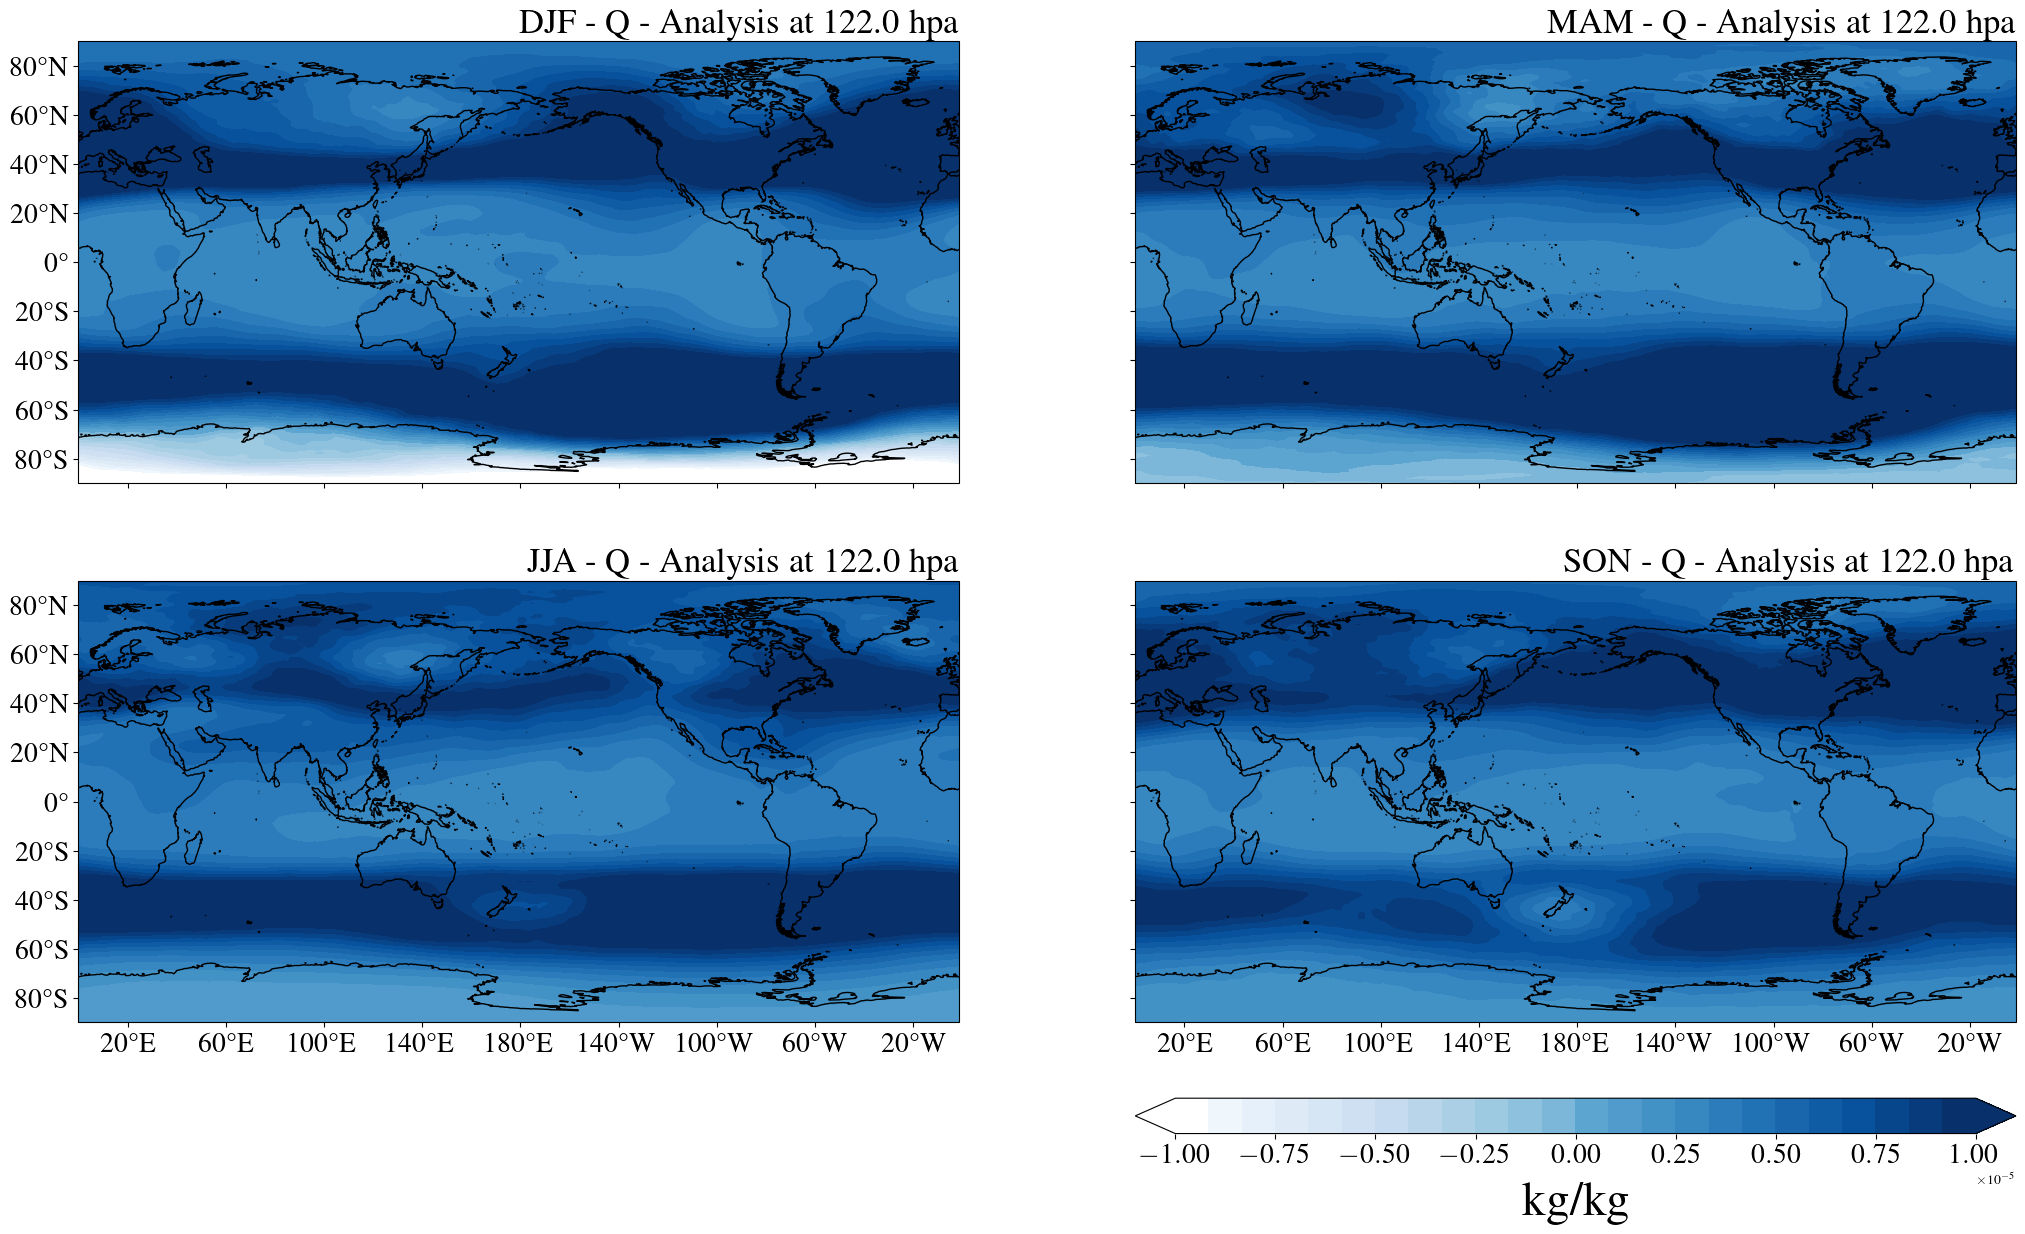 DJF - Q - Analysis at 122.0 hpa
MAM - Q - Analysis at 122.0 hpa
80°N
60°N
40°N
20°N
0°
20°S
40°S
60°S
80°S
JJA - Q - Analysis at 122.0 hpa
SON - Q - Analysis at 122.0 hpa
80°N
60°N
40°N
20°N
0°
20°S
40°S
60°S
80°S
20°E 60°E 100°E 140°E 180°E 140°W 100°W 60°W 20°W
20°E 60°E 100°E 140°E 180°E 140°W 100°W 60°W 20°W
−1.00 −0.75 −0.50 −0.25 0.00 0.25 0.50 0.75 1.00
×10⁻⁵
kg/kg